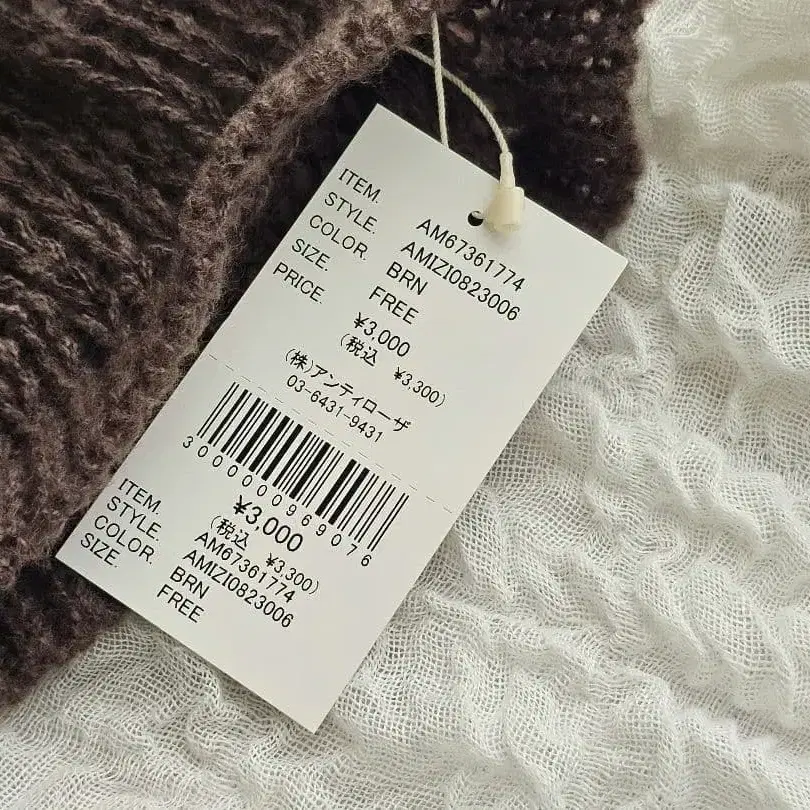 ITEM. AM67361774
STYLE. AMIZI0823006
COLOR. BRN
SIZE. FREE
PRICE. ¥3,000
(税込 ¥3,300)
(株)アンティローザ
03-6431-9431
3000000969076
¥3,000
(税込 ¥3,300)
ITEM. AM67361774
STYLE. AMIZI0823006
COLOR. BRN
SIZE. FREE